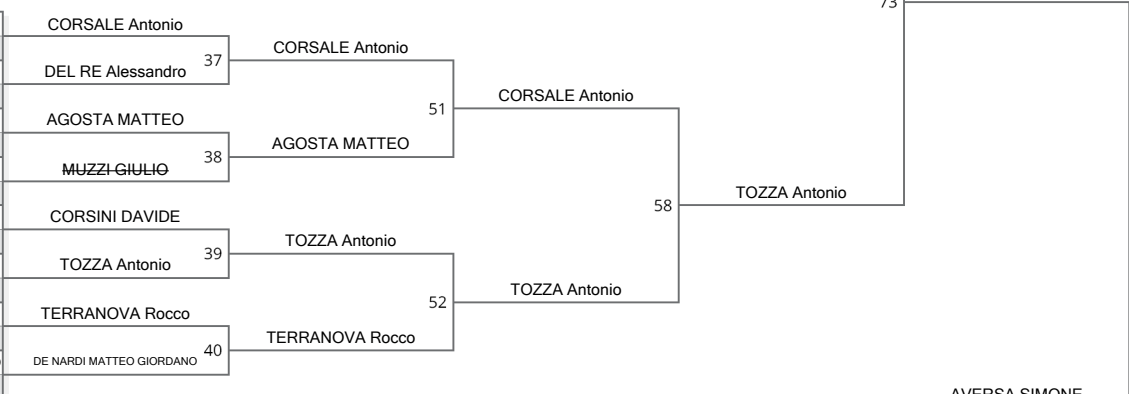 73
CORSALE Antonio
37
DEL RE Alessandro
CORSALE Antonio
51
AGOSTA MATTEO
38
MUZZI GIULIO
AGOSTA MATTEO
CORSALE Antonio
58
CORSINI DAVIDE
39
TOZZA Antonio
TOZZA Antonio
52
TERRANOVA Rocco
40
DE NARDI MATTEO GIORDANO
TERRANOVA Rocco
TOZZA Antonio
TOZZA Antonio
AVERSA SIMONE